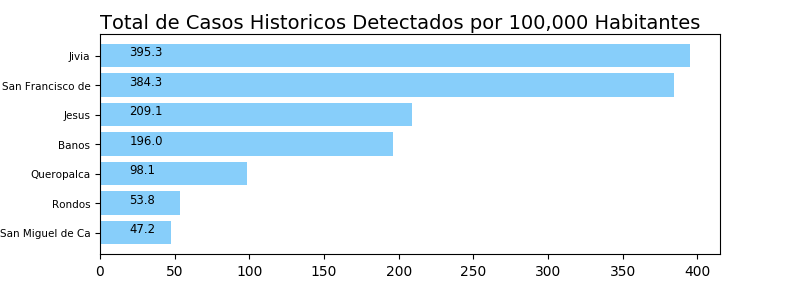 Total de Casos Historicos Detectados por 100,000 Habitantes
Jivia 395.3
San Francisco de 384.3
Jesus 209.1
Banos 196.0
Queropalca 98.1
Rondos 53.8
San Miguel de Ca 47.2
0 50 100 150 200 250 300 350 400